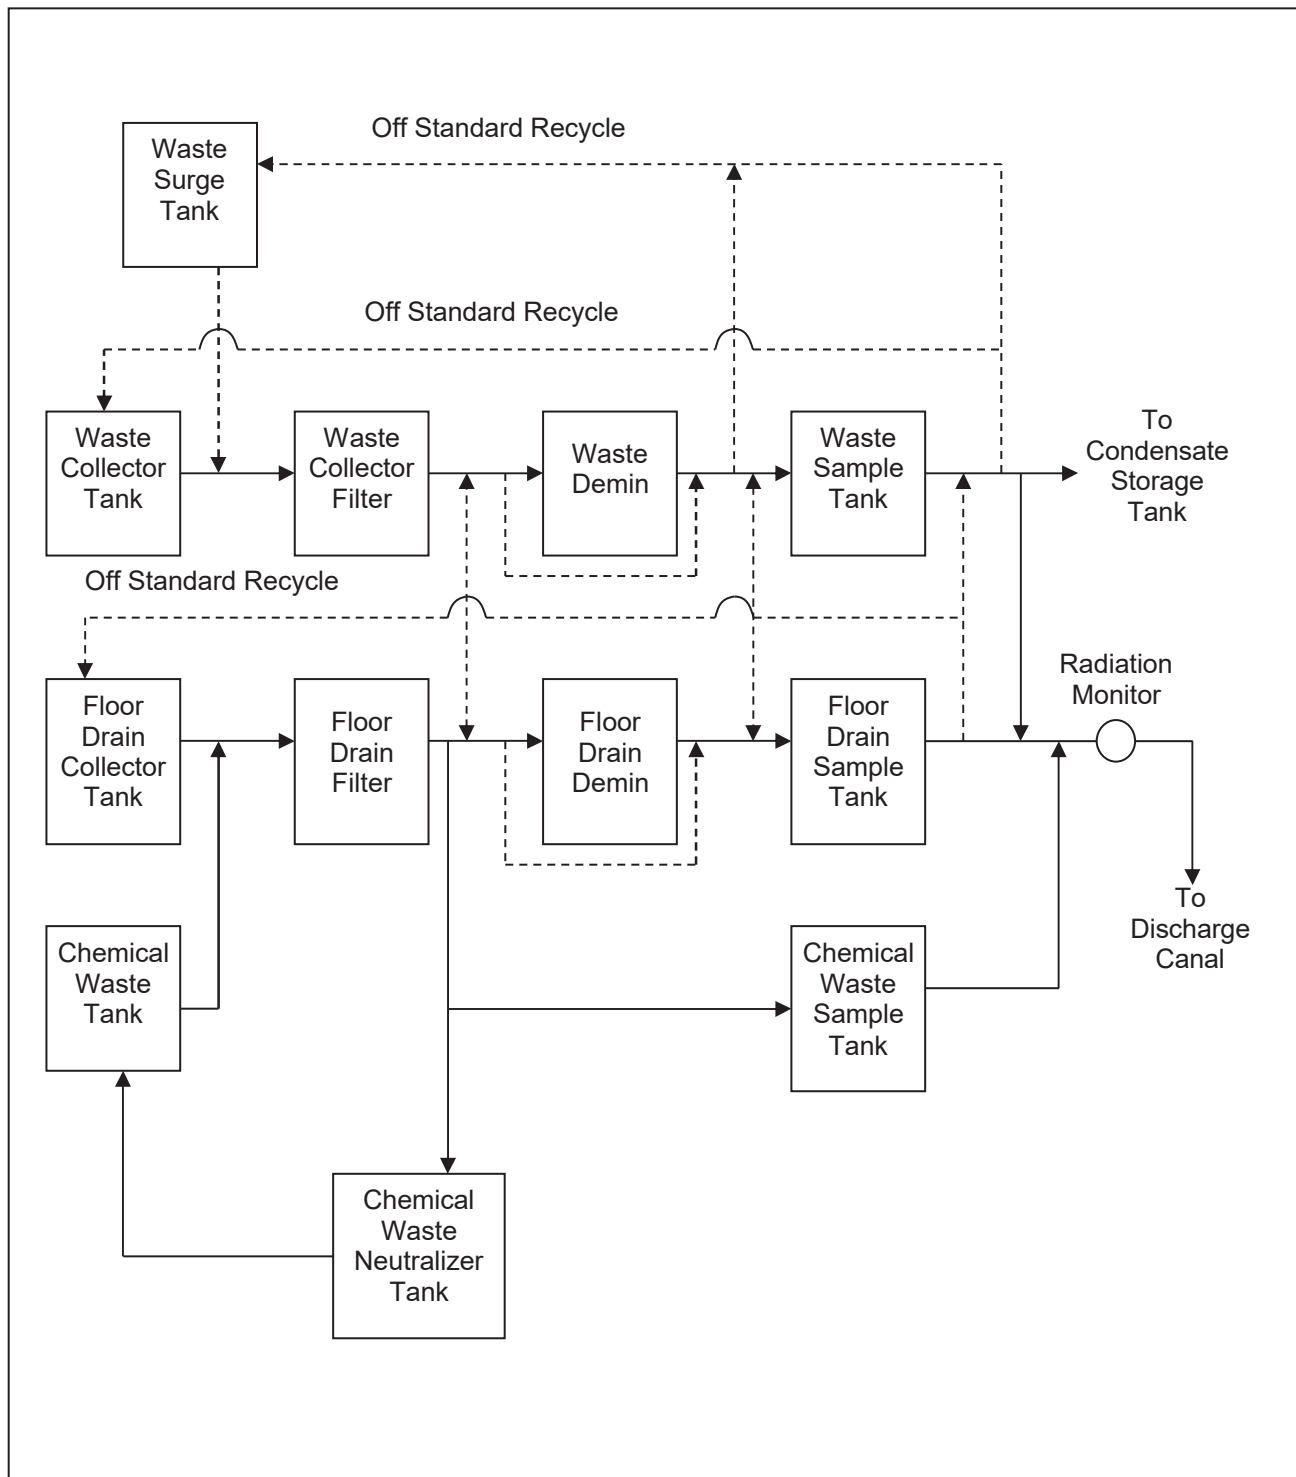 Off Standard Recycle
Waste
Surge
Tank
Off Standard Recycle
Waste
Collector
Tank
Waste
Collector
Filter
Waste
Demin
Waste
Sample
Tank
To
Condensate
Storage
Tank
Off Standard Recycle
Floor
Drain
Collector
Tank
Floor
Drain
Filter
Floor
Drain
Demin
Floor
Drain
Sample
Tank
Radiation
Monitor
To
Discharge
Canal
Chemical
Waste
Tank
Chemical
Waste
Sample
Tank
Chemical
Waste
Neutralizer
Tank